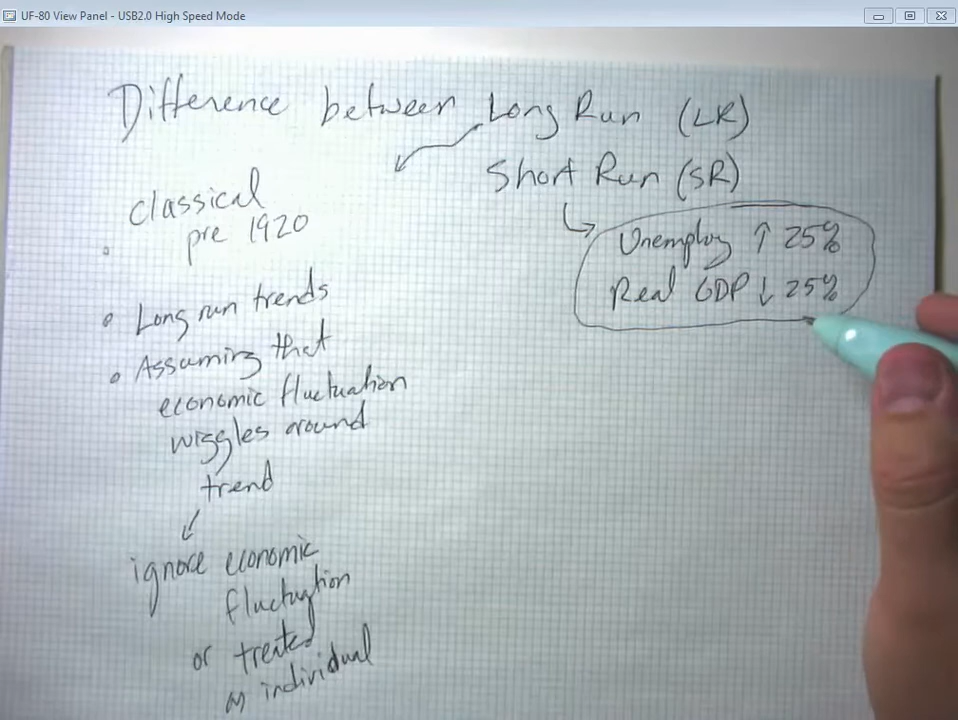 UF-80 View Panel - USB2.0 High Speed Mode
Difference between Long Run (LR)
Short Run (SR)
Unemploy ↑ 25%
Real GDP ↓ 25%
classical
pre 1920
Long run trends
Assuming that
economic fluctuation
wiggles around
trend
ignore economic
fluctuation
or treated
as individual